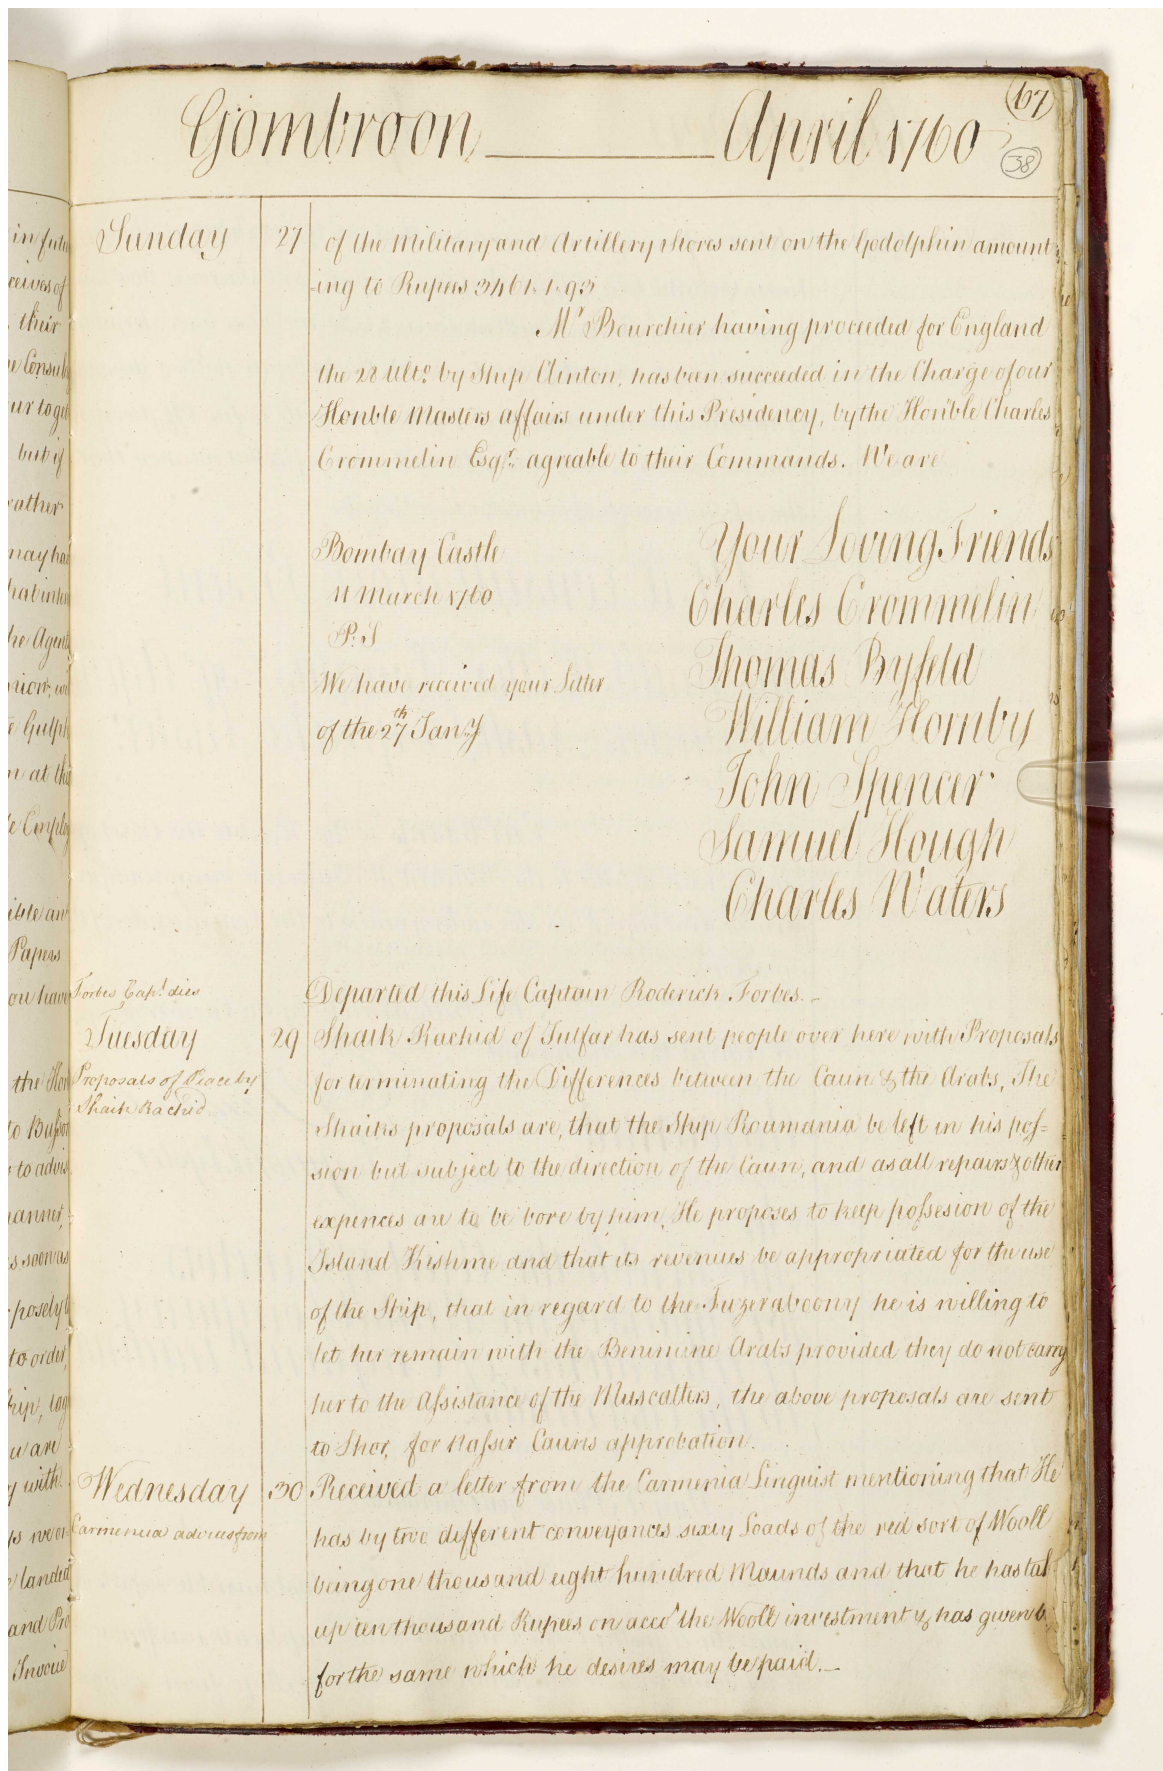 67
Gombroon April 1760
38
Sunday 27 of the Military and Artillery Stores sent on the Godolphin amount
ing to Rupees 3461. 1. 93
Mr. Bourchier having proceeded for England
the 28 Ulto. by Ship Clinton, has been succeeded in the Charge of our
Honble Masters affairs under this Presidency, by the Honble Charles
Crommelin Esqr. agreable to their Commands. We are
Your Loving Friends
Bombay Castle
11 March 1760
Charles Crommelin
P. S
Thomas Byfeld
We have received your Letter
of the 27th Jany
William Hornby
John Spencer
Samuel Hough
Charles Waters
Forbes Capt. dies Departed this Life Captain Roderick Forbes. –
Tuesday 29 Shaik Rachid of Julfar has sent people over here with Proposals
Proposals of Peace by for terminating the Differences between the Caun & the Arabs, The
Shaik Rachid Shaiks proposals are, that the Ship Roumania be left in his pos=
sion but subject to the direction of the Caun, and as all repairs & other
expences are to be bore by him, He proposes to keep possesion of the
Island Kishme and that its revenues be appropriated for the use
of the Ship, that in regard to the Fuzeraboony he is willing to
let her remain with the Benimine Arabs provided they do not carry
her to the Assistance of the Muscatters, the above proposals are sent
to Shor, for Nassir Cauns approbation.
Wednesday 30 Received a letter from the Carmenia Linguist mentioning that He
Carmenia advices from has by two different conveyances sixty Loads of the red sort of Wooll
being one thousand eight hundred Maunds and that he has tak
up ten thousand Rupees on acco. the Wooll investment & has given b
for the same which he desires may be paid. –